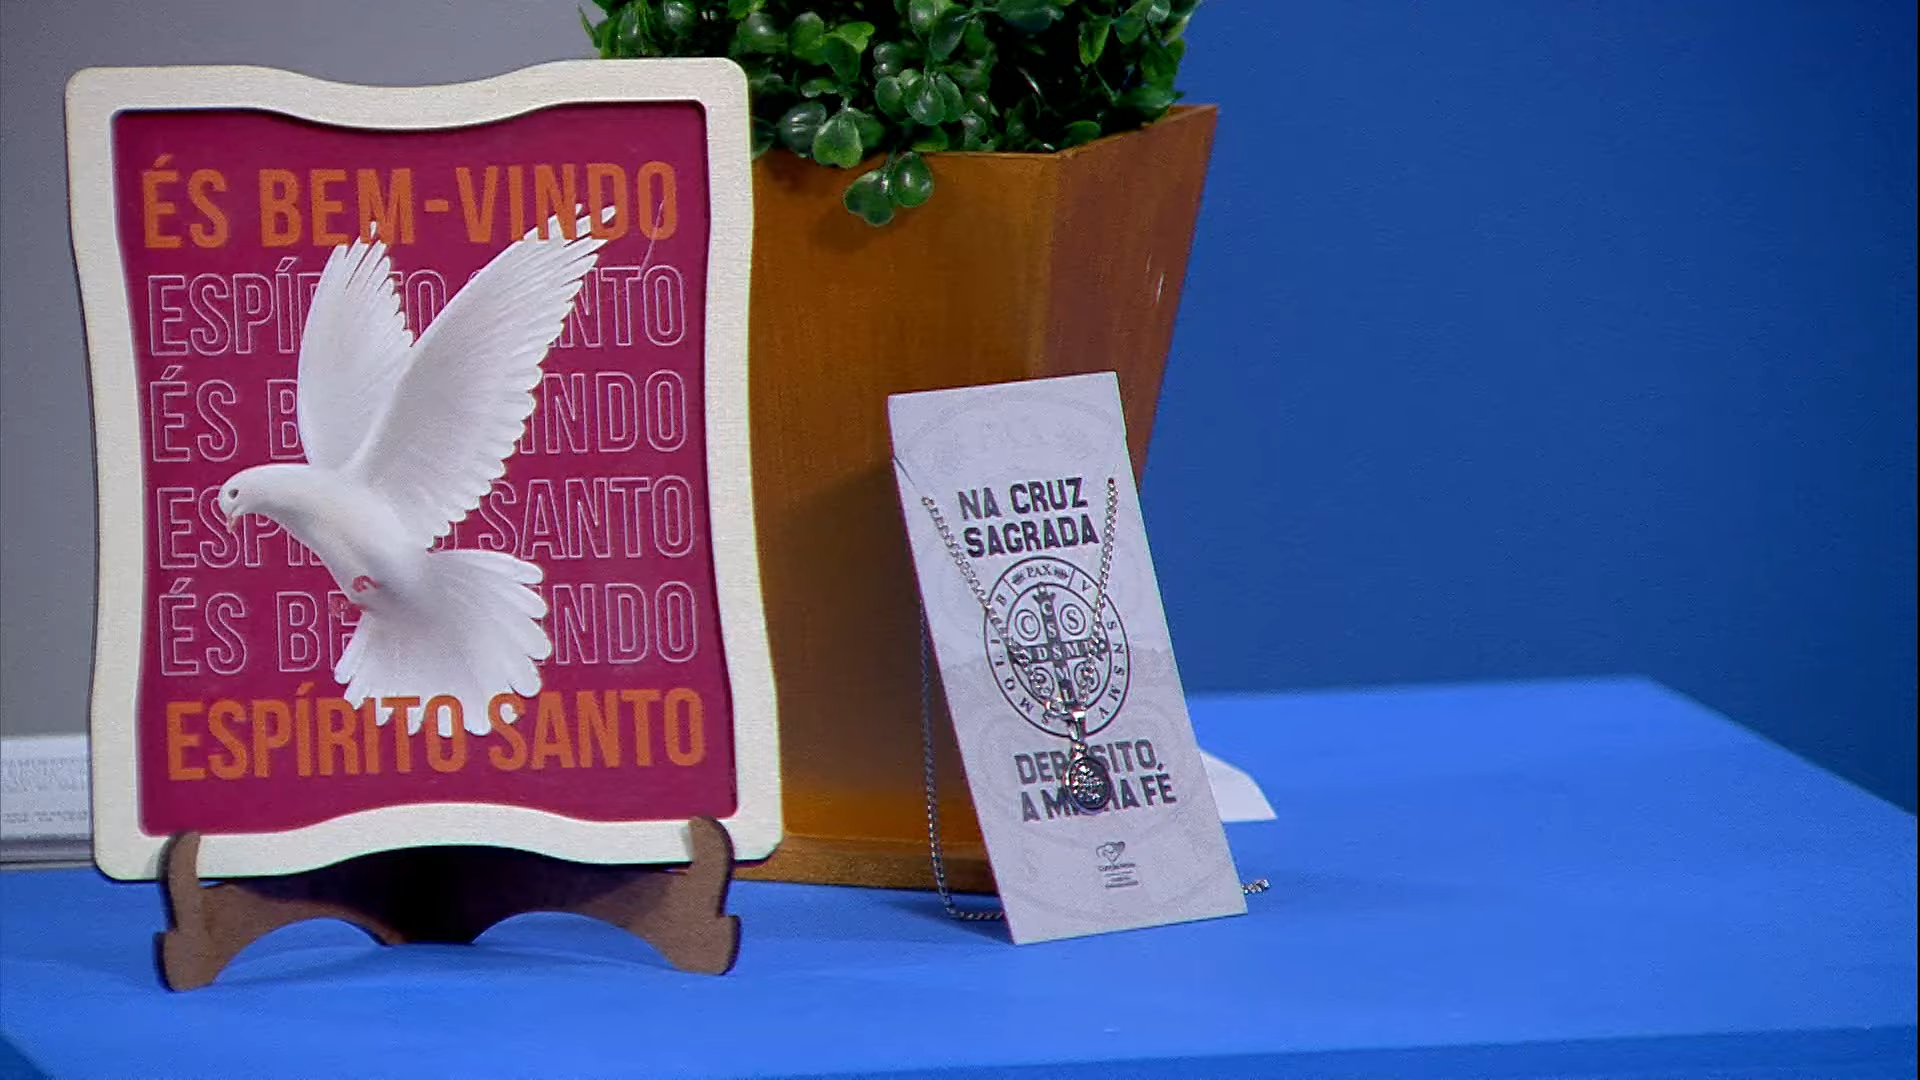 ÉS BEM-VINDO
ESPÍRITO SANTO
ÉS BEM-VINDO
ESPÍRITO SANTO
ÉS BEM-VINDO
ESPÍRITO SANTO
NA CRUZ
SAGRADA
PAX
C S
S
N D S M D
M
C S
L
V S N S M V
S M Q L I B
DEPOSITO,
A MINHA FÉ